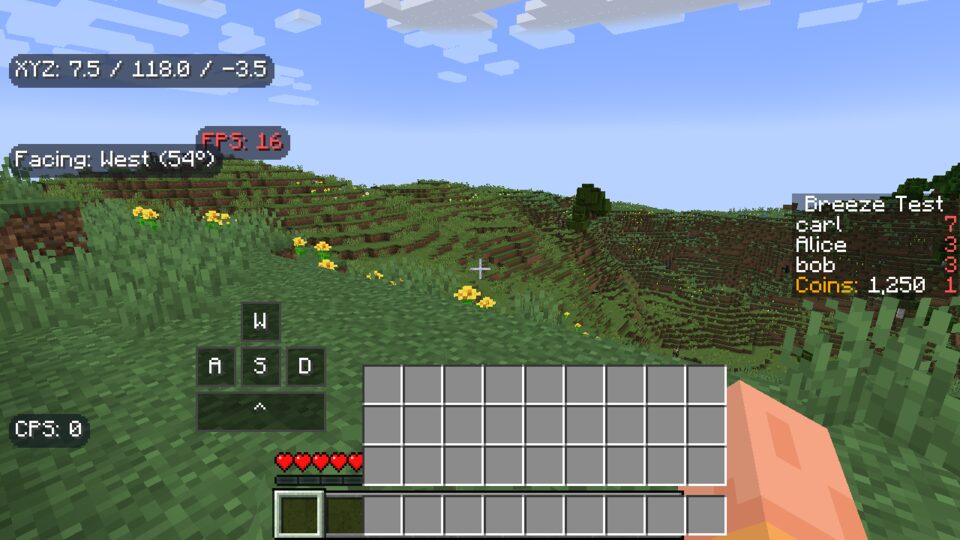 XYZ: 7.5 / 118.0 / -3.5
FPS: 16
Facing: West (54°)
Breeze Test
carl 7
Alice 3
bob 3
Coins: 1,250 1
W
A S D
^
CPS: 0